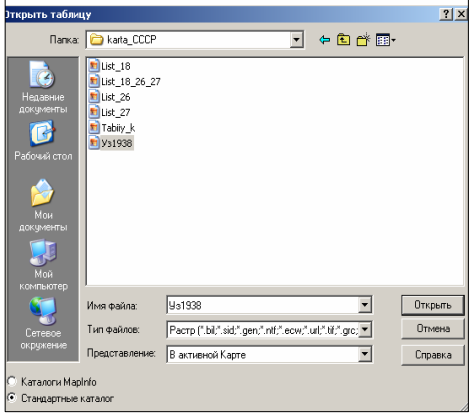 Открыть таблицу
Папка: karta_СССР
List_18
List_18_26_27
List_26
List_27
Tabiiy_k
Уз1938
Недавние документы
Рабочий стол
Мои документы
Мой компьютер
Сетевое окружение
Имя файла: Уз1938 Открыть
Тип файлов: Растр (*.bil;*.sid;*.gen;*.ntf;*.ecw;*.url;*.tif;*.grc; Отмена
Представление: В активной Карте Справка
Каталоги MapInfo
Стандартные каталог